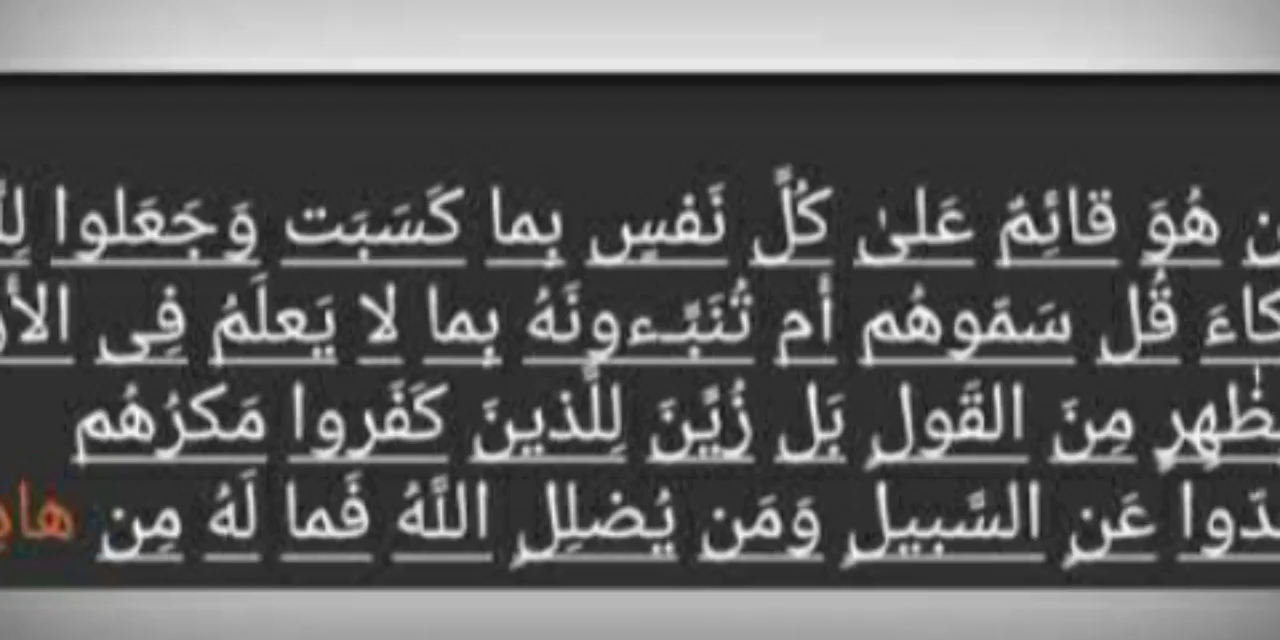 هُوَ قائِمٌ عَلىٰ كُلِّ نَفسٍ بِما كَسَبَت وَجَعَلوا
قُل سَمّوهُم أَم تُنَبِّـٔونَهُ بِما لا يَعلَمُ فِى
مِنَ القَولِ بَل زُيِّنَ لِلَّذينَ كَفَروا مَكرُهُم
عَنِ السَّبيلِ وَمَن يُضلِلِ اللَّهُ فَما لَهُ مِن